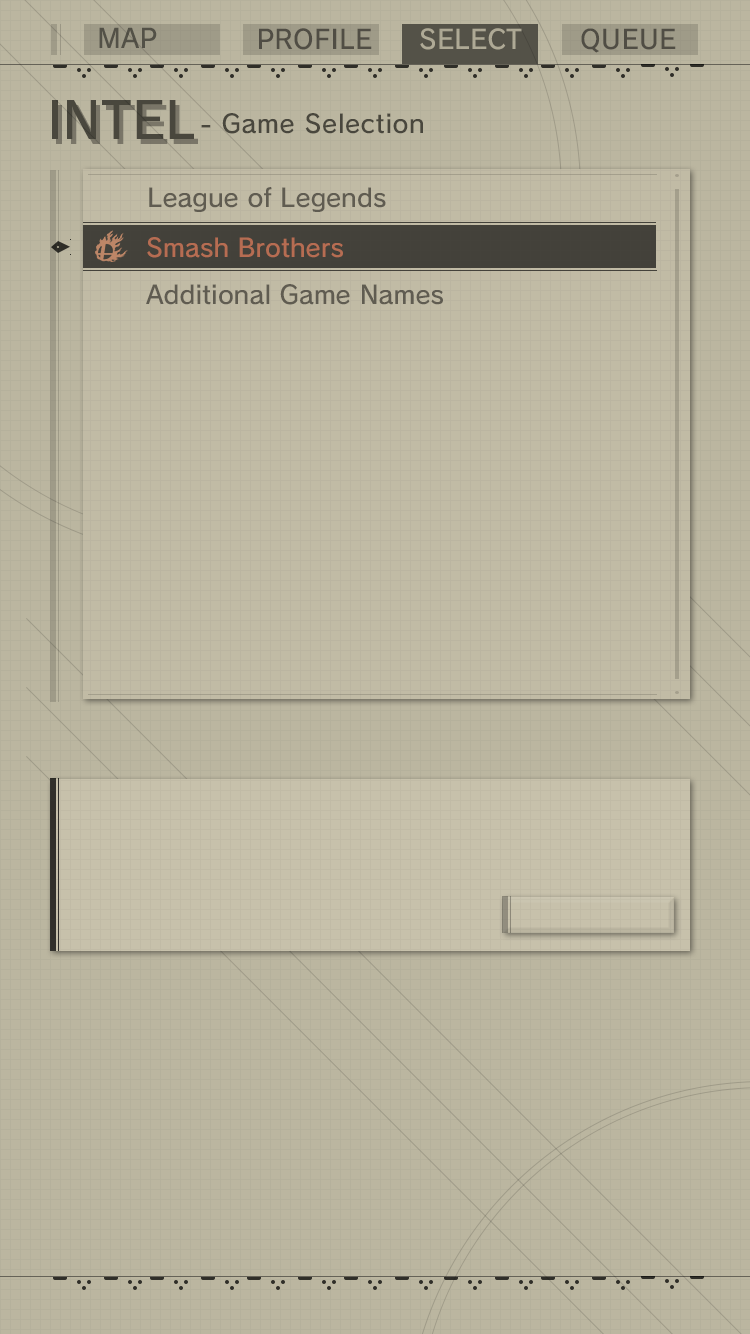 MAP PROFILE SELECT QUEUE
INTEL - Game Selection
League of Legends
Smash Brothers
Additional Game Names